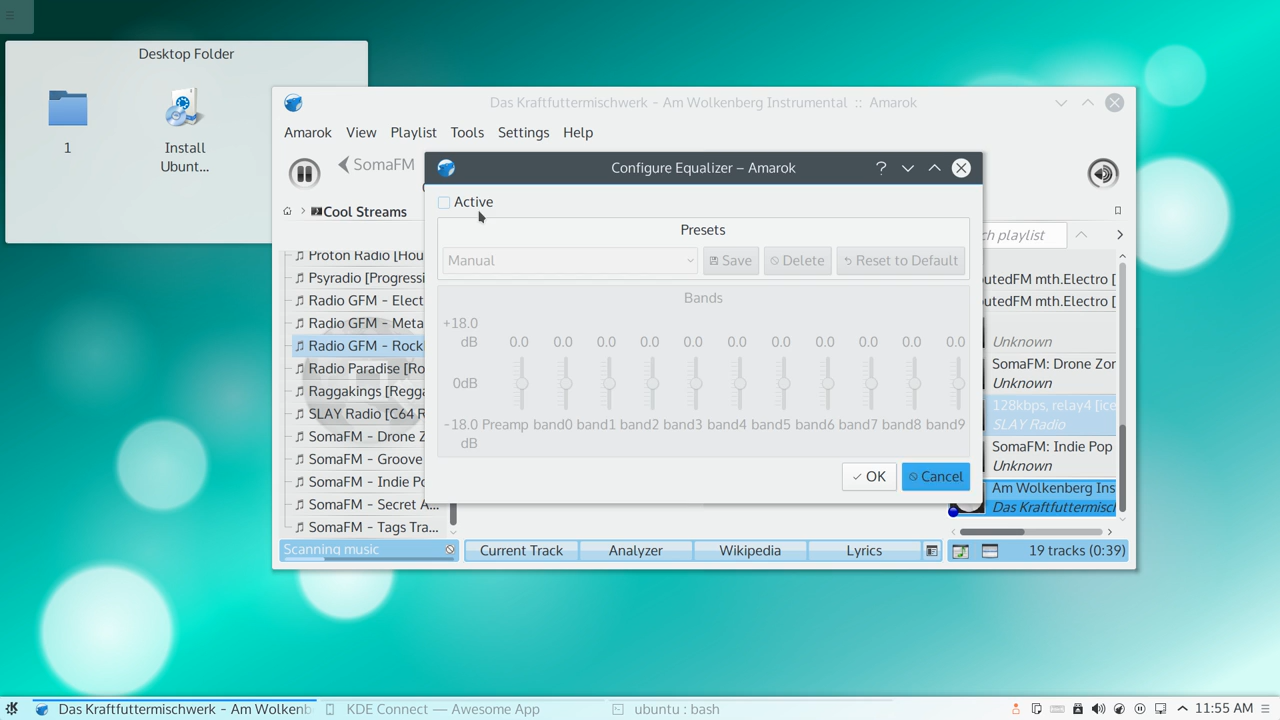 Desktop Folder
1
Install
Ubunt...
Das Kraftfuttermischwerk - Am Wolkenberg Instrumental :: Amarok
Amarok View Playlist Tools Settings Help
SomaFM
Cool Streams
Proton Radio [Hou
Psyradio [Progressi
Radio GFM - Elect
Radio GFM - Meta
Radio GFM - Rock
Radio Paradise [Ro
Raggakings [Regga
SLAY Radio [C64 R
SomaFM - Drone Z
SomaFM - Groove
SomaFM - Indie Po
SomaFM - Secret A...
SomaFM - Tags Tra...
Scanning music
Configure Equalizer – Amarok
Active
Presets
Manual Save Delete Reset to Default
Bands
+18.0
dB
0.0 0.0 0.0 0.0 0.0 0.0 0.0 0.0 0.0 0.0 0.0
0dB
-18.0
dB
Preamp band0 band1 band2 band3 band4 band5 band6 band7 band8 band9
OK Cancel
ch playlist
utedFM mth.Electro [
utedFM mth.Electro [
Unknown
SomaFM: Drone Zor
Unknown
128kbps, relay4 [ice
SLAY Radio
SomaFM: Indie Pop
Unknown
Am Wolkenberg Ins
Das Kraftfuttermisch
Current Track Analyzer Wikipedia Lyrics
19 tracks (0:39)
Das Kraftfuttermischwerk - Am Wolkenb
KDE Connect — Awesome App
ubuntu : bash
11:55 AM